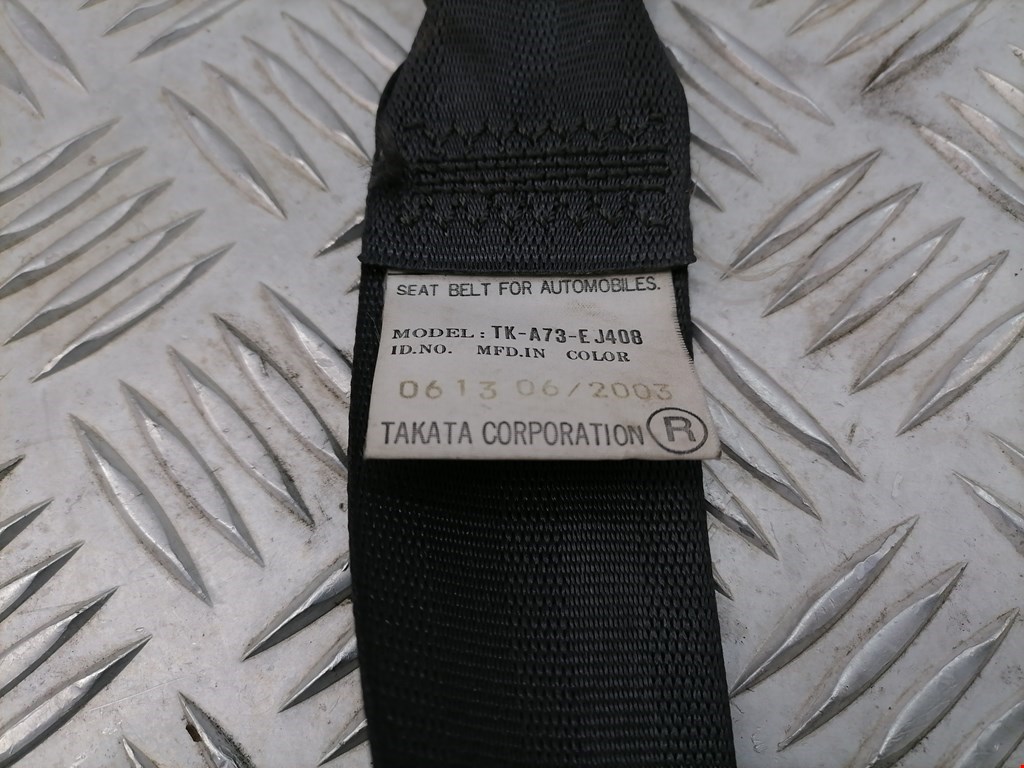 SEAT BELT FOR AUTOMOBILES.
MODEL: TK-A73-EJ408
ID.NO. MFD.IN COLOR
0613 06/2003
TAKATA CORPORATION ®